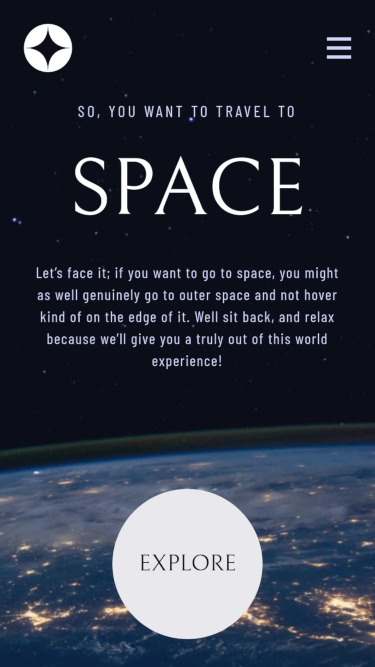 SO, YOU WANT TO TRAVEL TO
SPACE
Let’s face it; if you want to go to space, you might
as well genuinely go to outer space and not hover
kind of on the edge of it. Well sit back, and relax
because we’ll give you a truly out of this world
experience!
EXPLORE